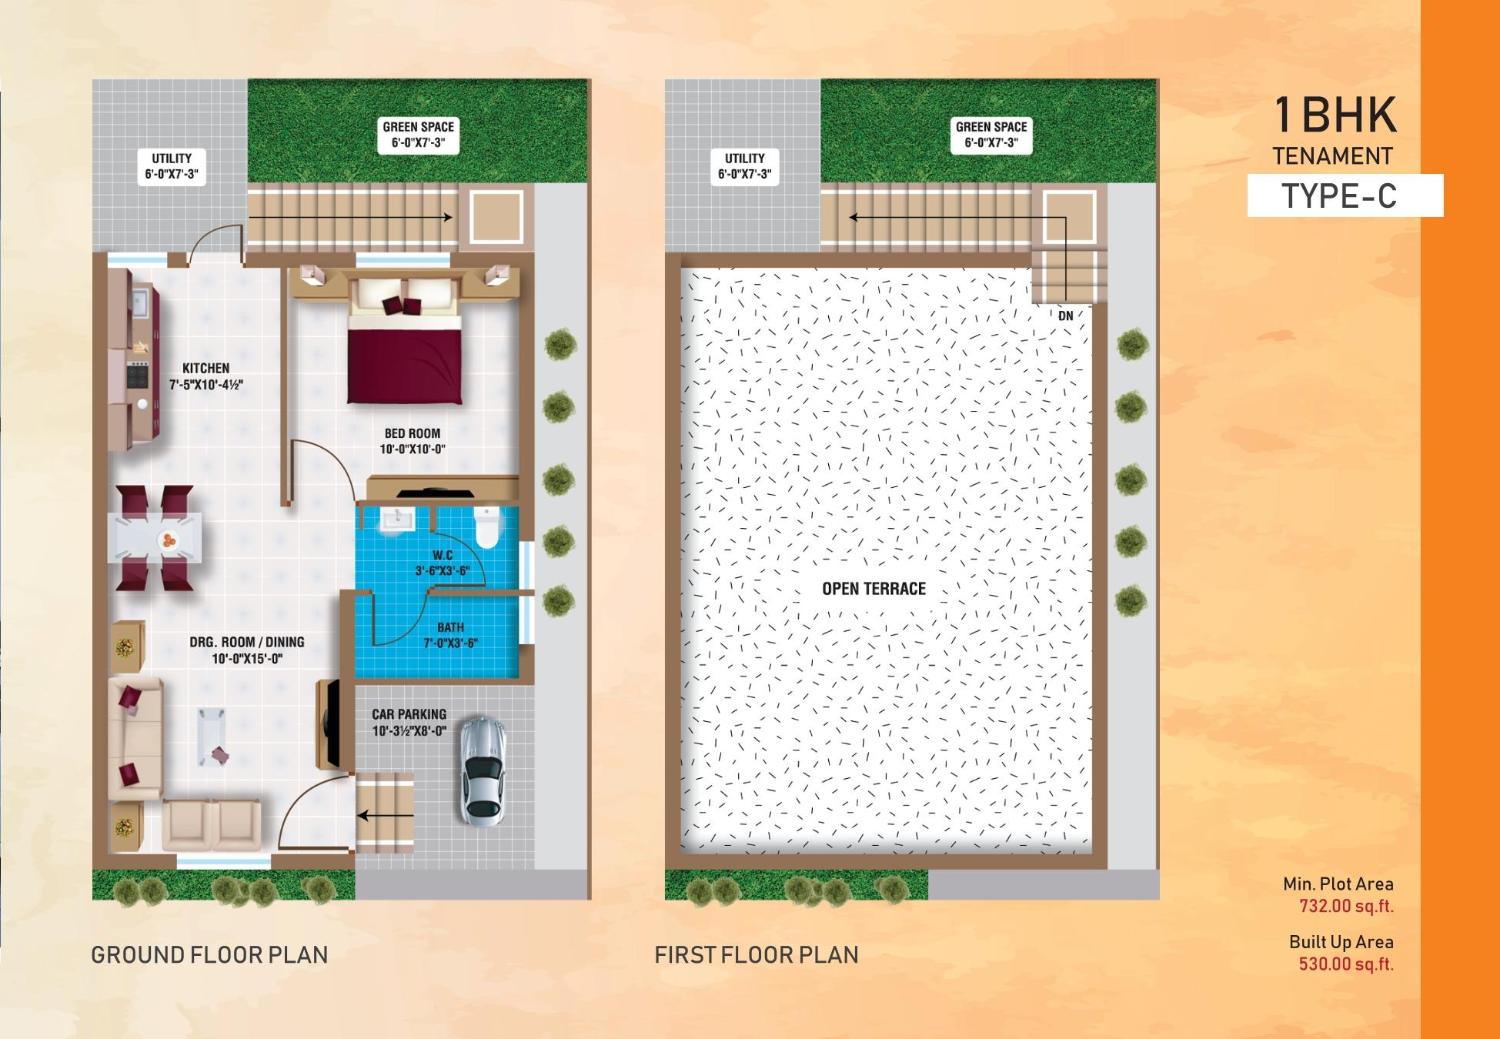 1 BHK
TENAMENT
TYPE-C
GREEN SPACE
6'-0"X7'-3"
UTILITY
6'-0"X7'-3"
KITCHEN
7'-5"X10'-4½"
BED ROOM
10'-0"X10'-0"
W.C
3'-6"X3'-6"
BATH
7'-0"X3'-6"
DRG. ROOM / DINING
10'-0"X15'-0"
CAR PARKING
10'-3½"X8'-0"
GROUND FLOOR PLAN
GREEN SPACE
6'-0"X7'-3"
UTILITY
6'-0"X7'-3"
DN
OPEN TERRACE
FIRST FLOOR PLAN
Min. Plot Area
732.00 sq.ft.
Built Up Area
530.00 sq.ft.